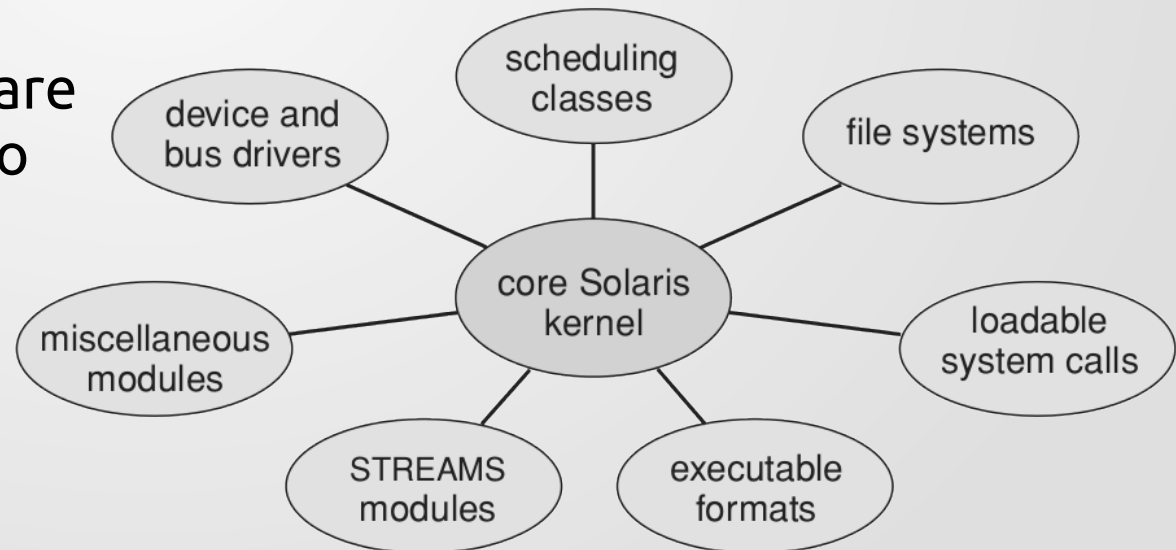 are
o
scheduling
classes
device and
bus drivers
file systems
core Solaris
kernel
miscellaneous
modules
loadable
system calls
STREAMS
modules
executable
formats